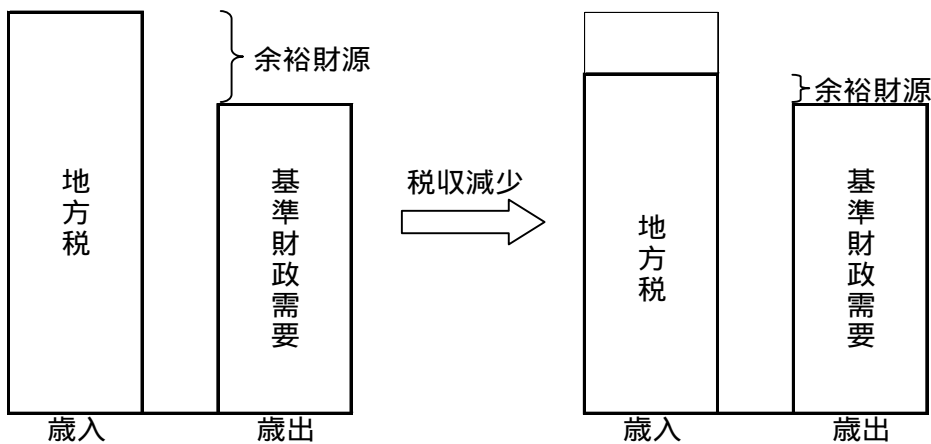 余裕財源
地方税
基準財政需要
歳入
歳出
税収減少
余裕財源
地方税
基準財政需要
歳入
歳出